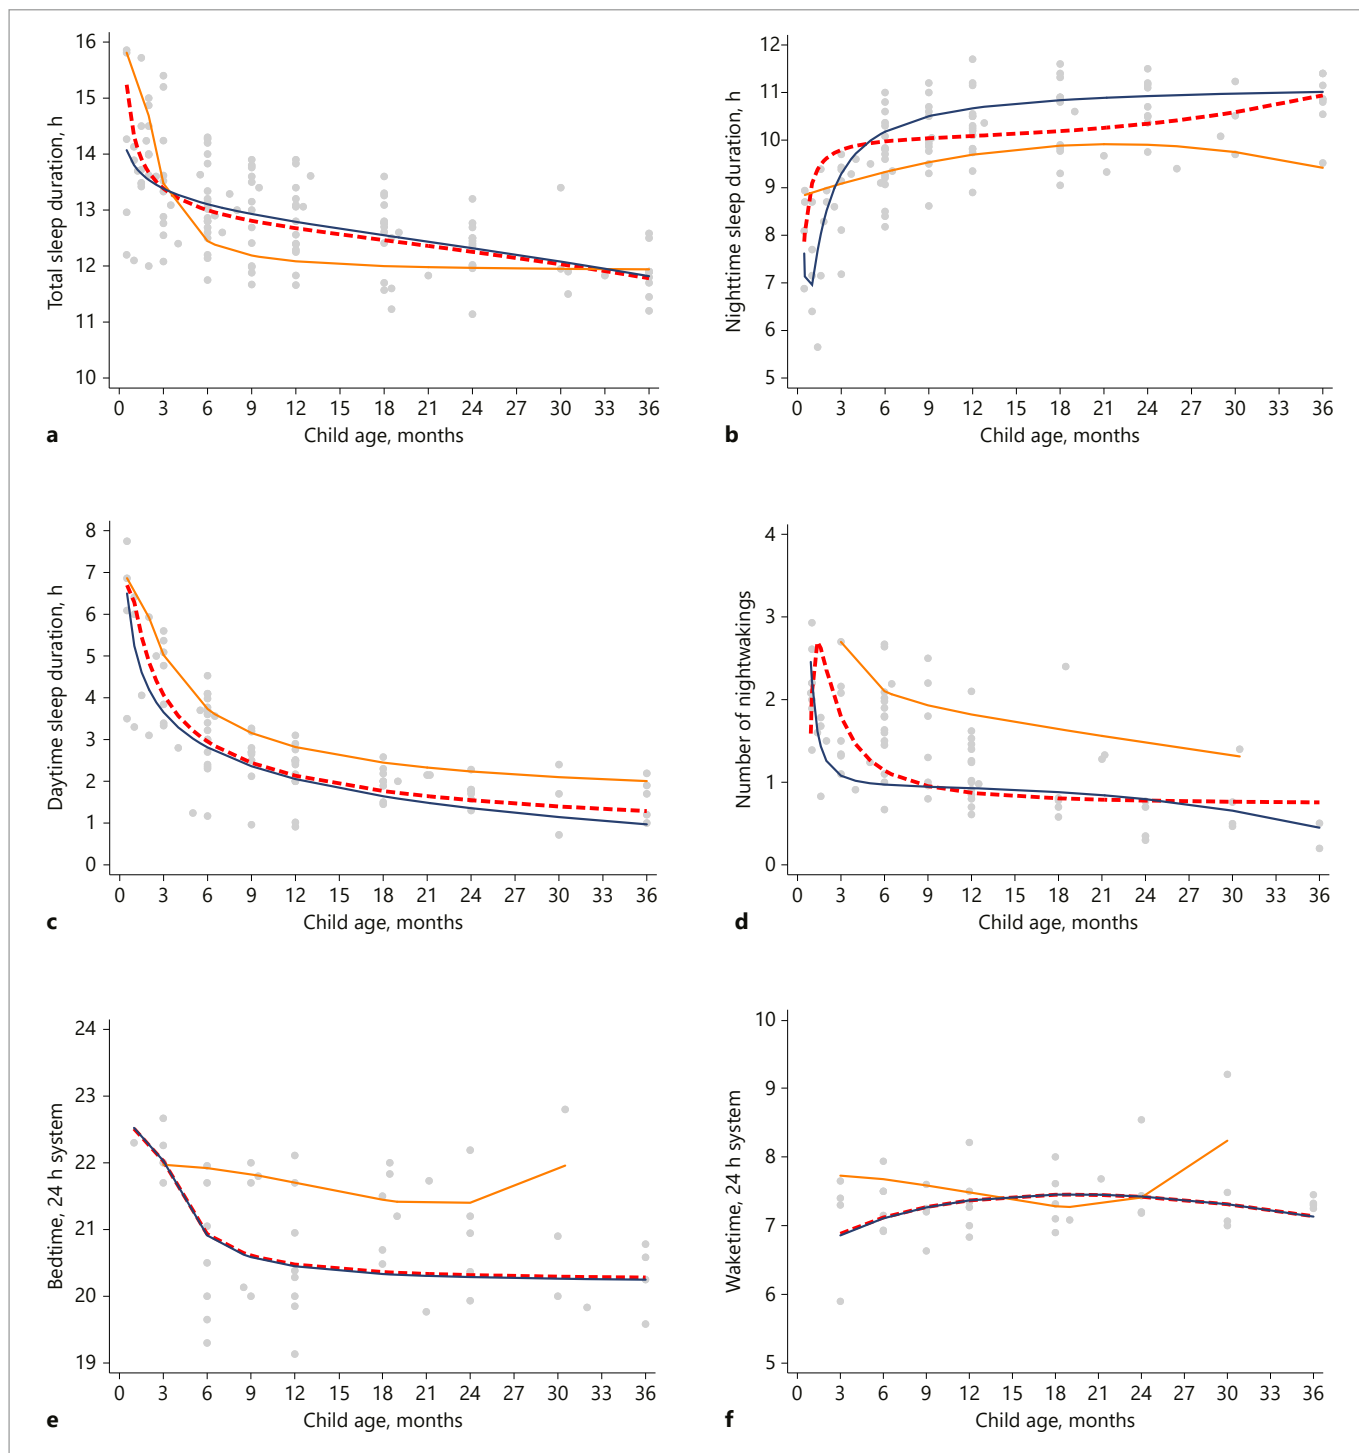 16
15
14
13
12
11
10
Total sleep duration, h
0 3 6 9 12 15 18 21 24 27 30 33 36
Child age, months
a
12
11
10
9
8
7
6
5
Nighttime sleep duration, h
0 3 6 9 12 15 18 21 24 27 30 33 36
Child age, months
b
8
7
6
5
4
3
2
1
0
Daytime sleep duration, h
0 3 6 9 12 15 18 21 24 27 30 33 36
Child age, months
c
4
3
2
1
0
Number of nightwakings
0 3 6 9 12 15 18 21 24 27 30 33 36
Child age, months
d
24
23
22
21
20
19
Bedtime, 24 h system
0 3 6 9 12 15 18 21 24 27 30 33 36
Child age, months
e
10
9
8
7
6
5
Waketime, 24 h system
0 3 6 9 12 15 18 21 24 27 30 33 36
Child age, months
f